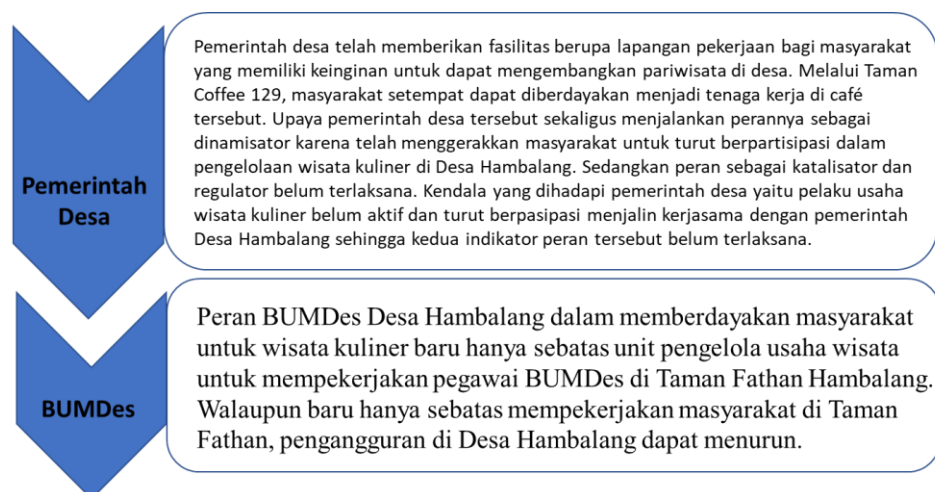 Pemerintah
Desa
Pemerintah desa telah memberikan fasilitas berupa lapangan pekerjaan bagi masyarakat
yang memiliki keinginan untuk dapat mengembangkan pariwisata di desa. Melalui Taman
Coffee 129, masyarakat setempat dapat diberdayakan menjadi tenaga kerja di café
tersebut. Upaya pemerintah desa tersebut sekaligus menjalankan perannya sebagai
dinamisator karena telah menggerakkan masyarakat untuk turut berpartisipasi dalam
pengelolaan wisata kuliner di Desa Hambalang. Sedangkan peran sebagai katalisator dan
regulator belum terlaksana. Kendala yang dihadapi pemerintah desa yaitu pelaku usaha
wisata kuliner belum aktif dan turut berpasipasi menjalin kerjasama dengan pemerintah
Desa Hambalang sehingga kedua indikator peran tersebut belum terlaksana.
BUMDes
Peran BUMDes Desa Hambalang dalam memberdayakan masyarakat
untuk wisata kuliner baru hanya sebatas unit pengelola usaha wisata
untuk mempekerjakan pegawai BUMDes di Taman Fathan Hambalang.
Walaupun baru hanya sebatas mempekerjakan masyarakat di Taman
Fathan, pengangguran di Desa Hambalang dapat menurun.